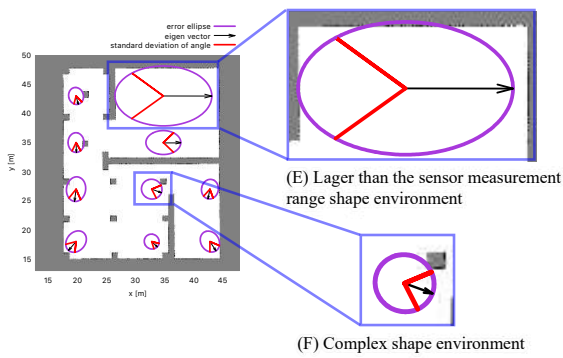 error ellipse
eigen vector
standard deviation of angle
50
45
40
35
30
25
20
15
y [m]
15 20 25 30 35 40 45 50
x [m]
(E) Lager than the sensor measurement
range shape environment
(F) Complex shape environment